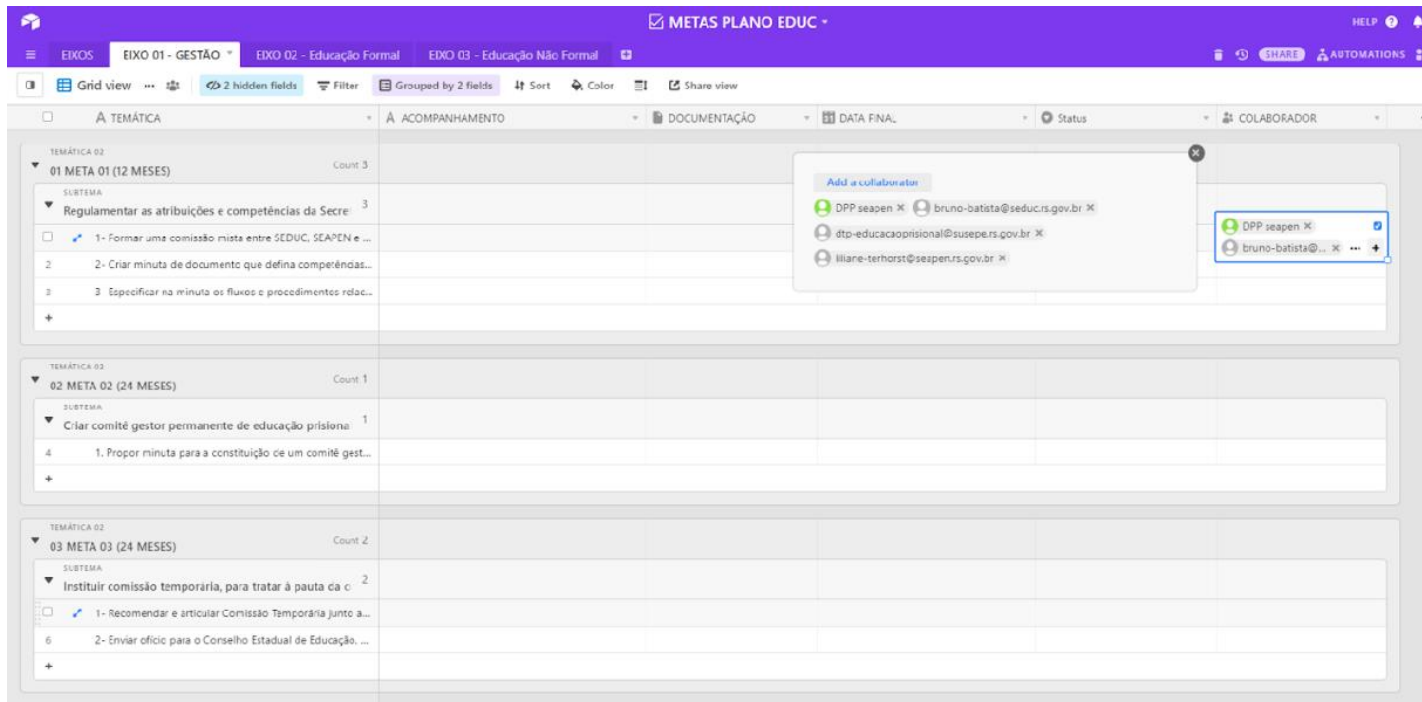 METAS PLANO EDUC
HELP
EIXOS
EIXO 01 - GESTÃO
EIXO 02 - Educação Formal
EIXO 03 - Educação Não Formal
SHARE
AUTOMATIONS
Grid view
2 hidden fields
Filter
Grouped by 2 fields
Sort
Color
Share view
A TEMÁTICA
A ACOMPANHAMENTO
DOCUMENTAÇÃO
DATA FINAL
Status
COLABORADOR
TEMÁTICA 02
01 META 01 (12 MESES)
Count 3
SUBTEMA
Regulamentar as atribuições e competências da Secre
3
1- Formar uma comissão mista entre SEDUC, SEAPEN e ...
2
2- Criar minuta de documento que defina competências...
3
3 Especificar na minuta os fluxos e procedimentos relac...
+
Add a collaborator
DPP seapen
bruno-batista@seduc.rs.gov.br
dtp-educacaoprisional@susepe.rs.gov.br
liliane-terhorst@seapen.rs.gov.br
DPP seapen
bruno-batista@...
TEMÁTICA 02
02 META 02 (24 MESES)
Count 1
SUBTEMA
Criar comitê gestor permanente de educação prisiona
1
4
1. Propor minuta para a constituição de um comitê gest...
+
TEMÁTICA 02
03 META 03 (24 MESES)
Count 2
SUBTEMA
Instituir comissão temporária, para tratar à pauta da
2
1- Recomendar e articular Comissão Temporária junto a...
6
2- Enviar ofício para o Conselho Estadual de Educação. ...
+